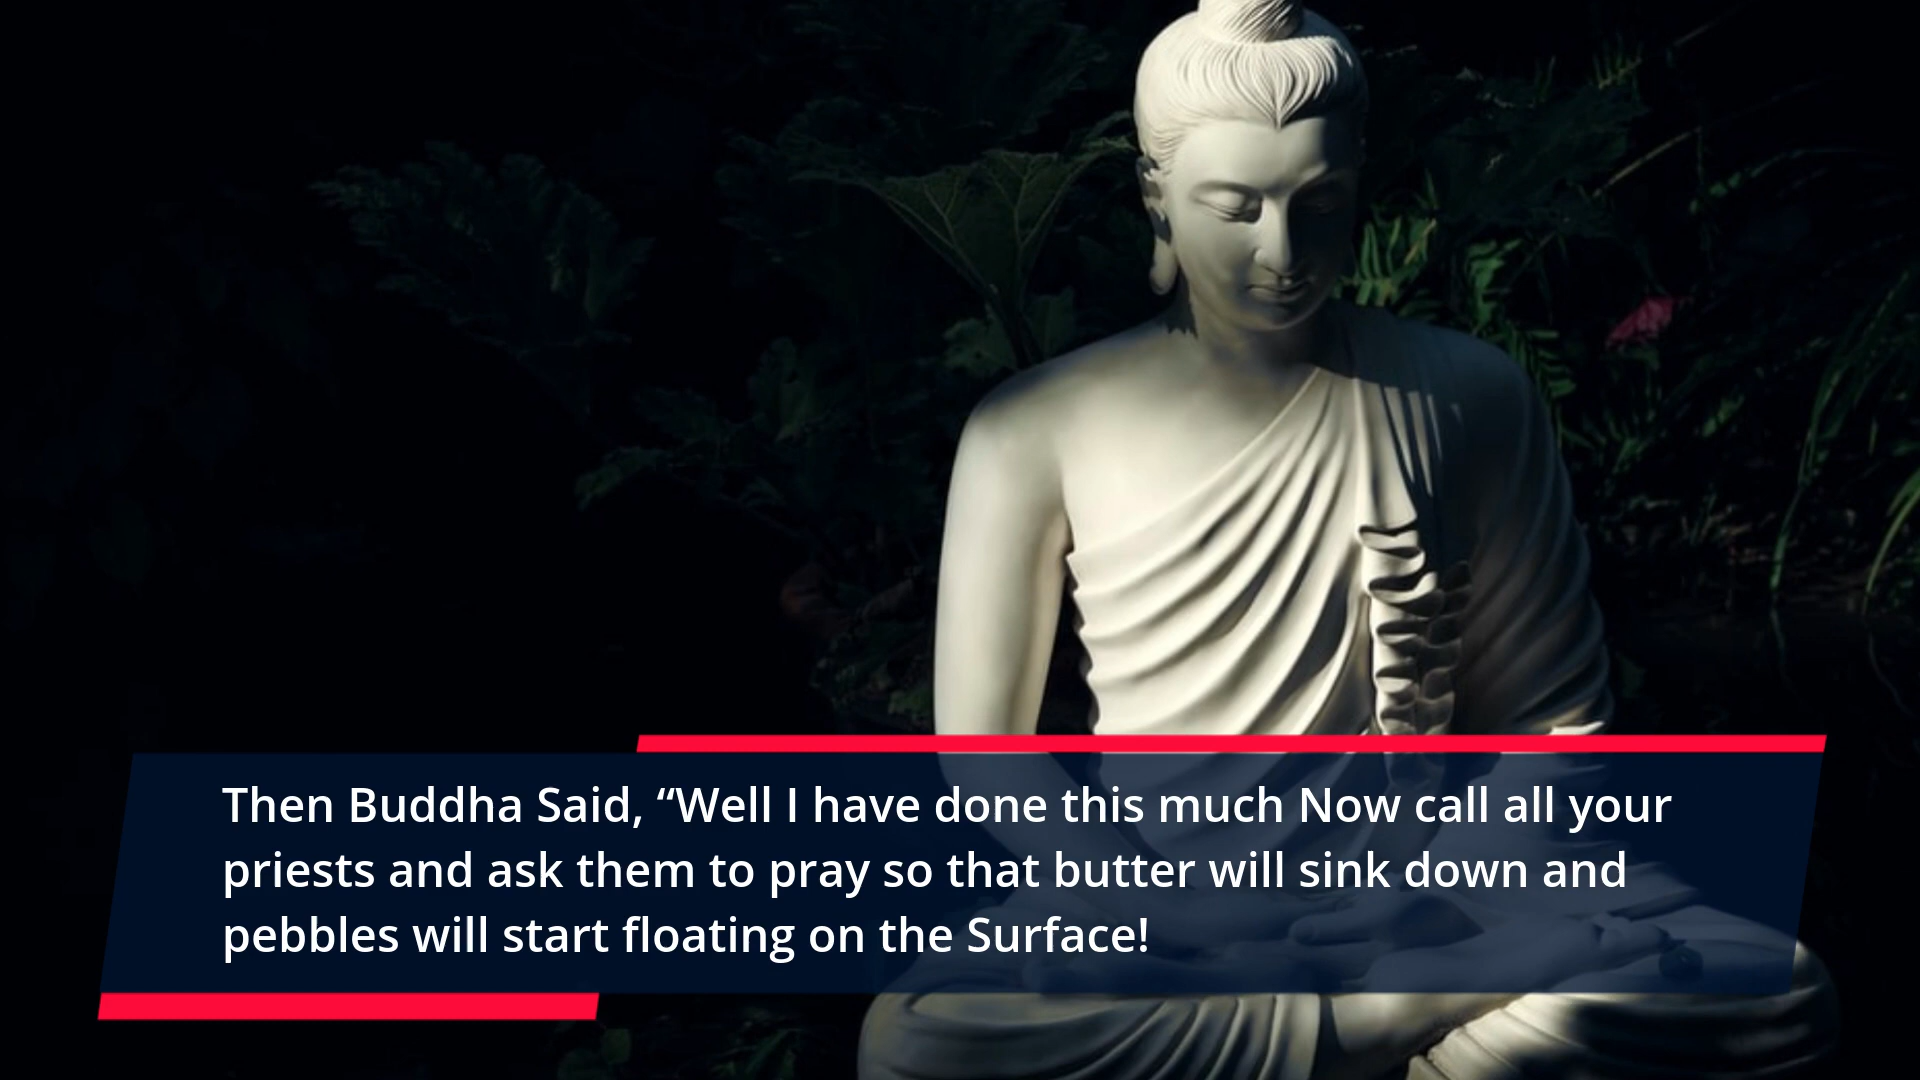 Then Buddha Said, “Well I have done this much Now call all your
priests and ask them to pray so that butter will sink down and
pebbles will start floating on the Surface!